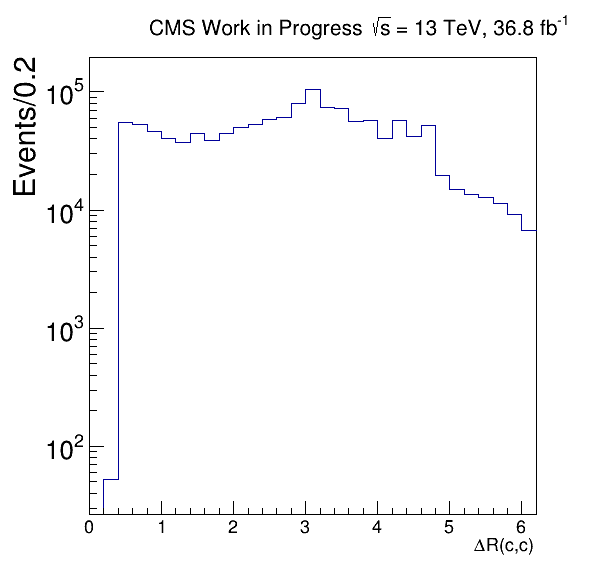 CMS Work in Progress √s = 13 TeV, 36.8 fb⁻¹
Events/0.2
10⁵
10⁴
10³
10²
0 1 2 3 4 5 6
ΔR(c,c)